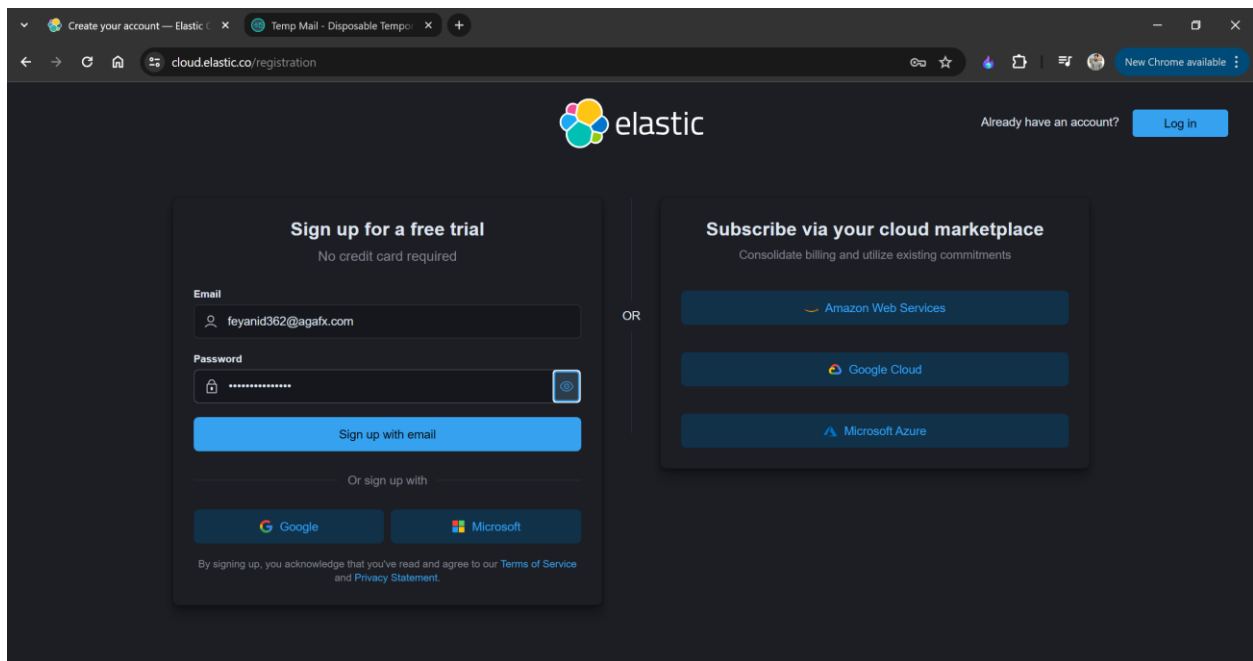 Create your account — Elastic C
Temp Mail - Disposable Tempor
cloud.elastic.co/registration
New Chrome available
elastic
Already have an account?
Log in
Sign up for a free trial
No credit card required
Email
feyanid362@agafx.com
Password
•••••••••••••••
Sign up with email
Or sign up with
Google
Microsoft
By signing up, you acknowledge that you've read and agree to our Terms of Service
and Privacy Statement.
OR
Subscribe via your cloud marketplace
Consolidate billing and utilize existing commitments
Amazon Web Services
Google Cloud
Microsoft Azure